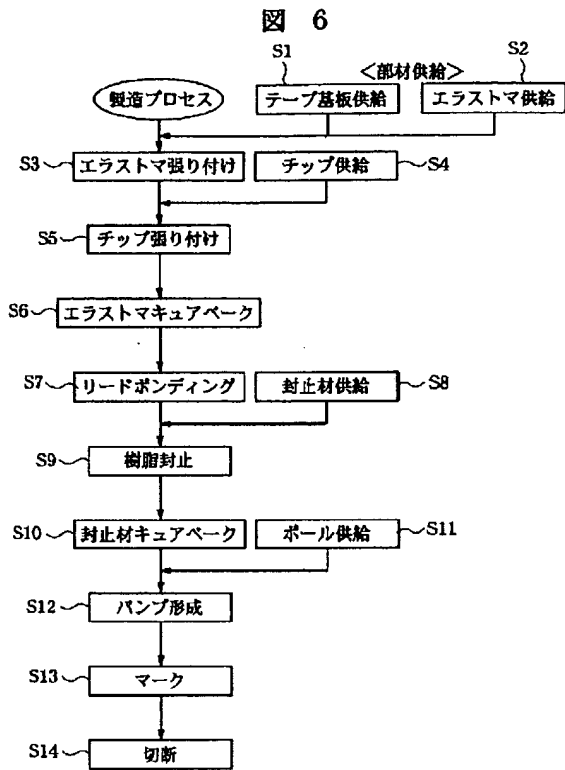 図 6
S1
<部材供給>
S2
製造プロセス
テープ基板供給
エラストマ供給
S3
エラストマ張り付け
チップ供給
S4
S5
チップ張り付け
S6
エラストマキュアベーク
S7
リードボンディング
封止材供給
S8
S9
樹脂封止
S10
封止材キュアベーク
ボール供給
S11
S12
バンプ形成
S13
マーク
S14
切断